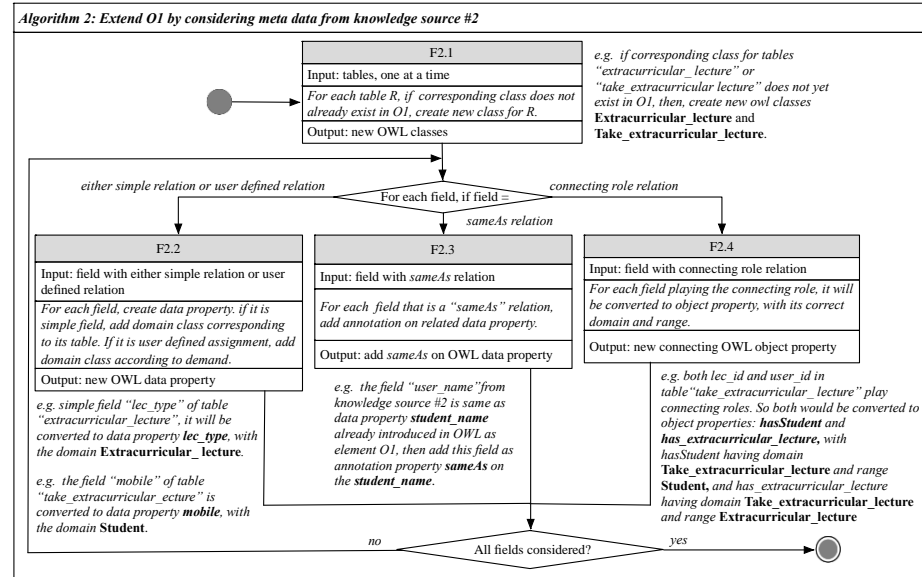 Algorithm 2: Extend O1 by considering meta data from knowledge source #2
F2.1
Input: tables, one at a time
For each table R, if corresponding class does not
already exist in O1, create new class for R.
Output: new OWL classes
e.g. if corresponding class for tables
“extracurricular_ lecture” or
“take_extracurricular lecture” does not yet
exist in O1, then, create new owl classes
Extracurricular_lecture and
Take_extracurricular_lecture.
either simple relation or user defined relation
For each field, if field =
connecting role relation
sameAs relation
F2.2
Input: field with either simple relation or user
defined relation
For each field, create data property. if it is
simple field, add domain class corresponding
to its table. If it is user defined assignment, add
domain class according to demand.
Output: new OWL data property
e.g. simple field “lec_type” of table
“extracurricular_lecture”, it will be
converted to data property lec_type, with
the domain Extracurricular_ lecture.
e.g. the field “mobile” of table
“take_extracurricular_ecture” is
converted to data property mobile, with
the domain Student.
F2.3
Input: field with sameAs relation
For each field that is a “sameAs” relation,
add annotation on related data property.
Output: add sameAs on OWL data property
e.g. the field “user_name”from
knowledge source #2 is same as
data property student_name
already introduced in OWL as
element O1, then add this field as
annotation property sameAs on
the student_name.
F2.4
Input: field with connecting role relation
For each field playing the connecting role, it will
be converted to object property, with its correct
domain and range.
Output: new connecting OWL object property
e.g. both lec_id and user_id in
table“take_extracurricular_ lecture” play
connecting roles. So both would be converted to
object properties: hasStudent and
has_extracurricular_lecture, with
hasStudent having domain
Take_extracurricular_lecture and range
Student, and has_extracurricular_lecture
having domain Take_extracurricular_lecture
and range Extracurricular_lecture
no
All fields considered?
yes